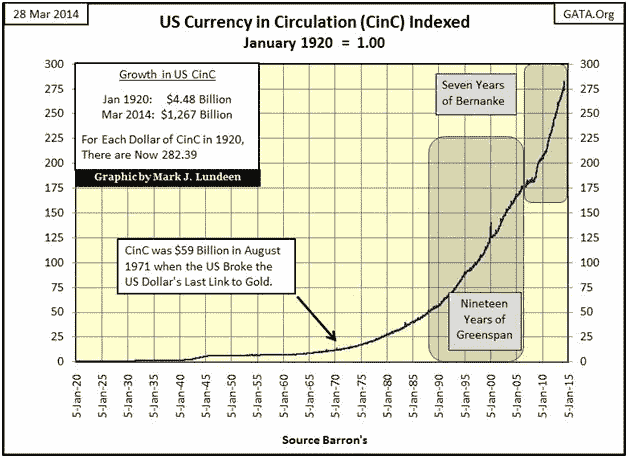 28 Mar 2014
US Currency in Circulation (CinC) Indexed
GATA.Org
January 1920 = 1.00
300
275
250
225
200
175
150
125
100
75
50
25
0
Growth in US CinC
Jan 1920: $4.48 Billion
Mar 2014: $1,267 Billion
For Each Dollar of CinC in 1920,
There are Now 282.39
Graphic by Mark J. Lundeen
Seven Years
of Bernanke
CinC was $59 Billion in August
1971 when the US Broke the
US Dollar's Last Link to Gold.
Nineteen
Years of
Greenspan
300
275
250
225
200
175
150
125
100
75
50
25
0
5-Jan-20
5-Jan-25
5-Jan-30
5-Jan-35
5-Jan-40
5-Jan-45
5-Jan-50
5-Jan-55
5-Jan-60
5-Jan-65
5-Jan-70
5-Jan-75
5-Jan-80
5-Jan-85
5-Jan-90
5-Jan-95
5-Jan-00
5-Jan-05
5-Jan-10
5-Jan-15
Source Barron's